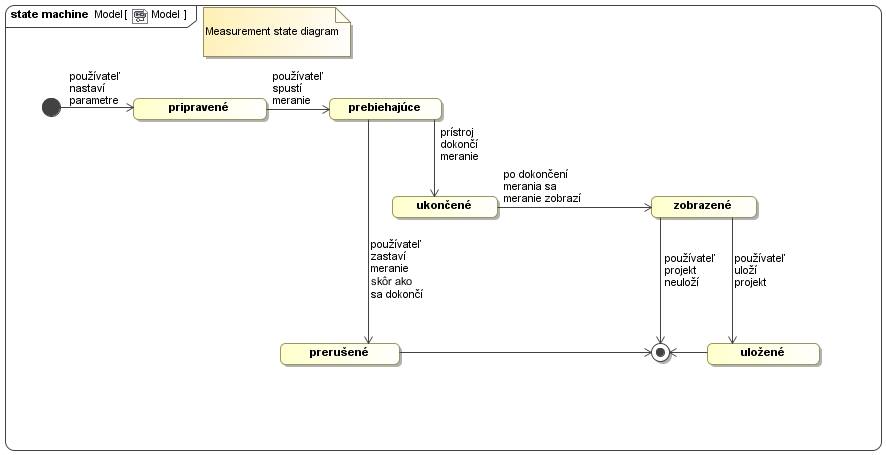 state machine Model [ Model ]
Measurement state diagram
používateľ
nastaví
parametre
pripravené
používateľ
spustí
meranie
prebiehajúce
prístroj
dokončí
meranie
ukončené
po dokončení
merania sa
meranie zobrazí
zobrazené
používateľ
zastaví
meranie
skôr ako
sa dokončí
používateľ
projekt
neuloží
používateľ
uloží
projekt
prerušené
uložené